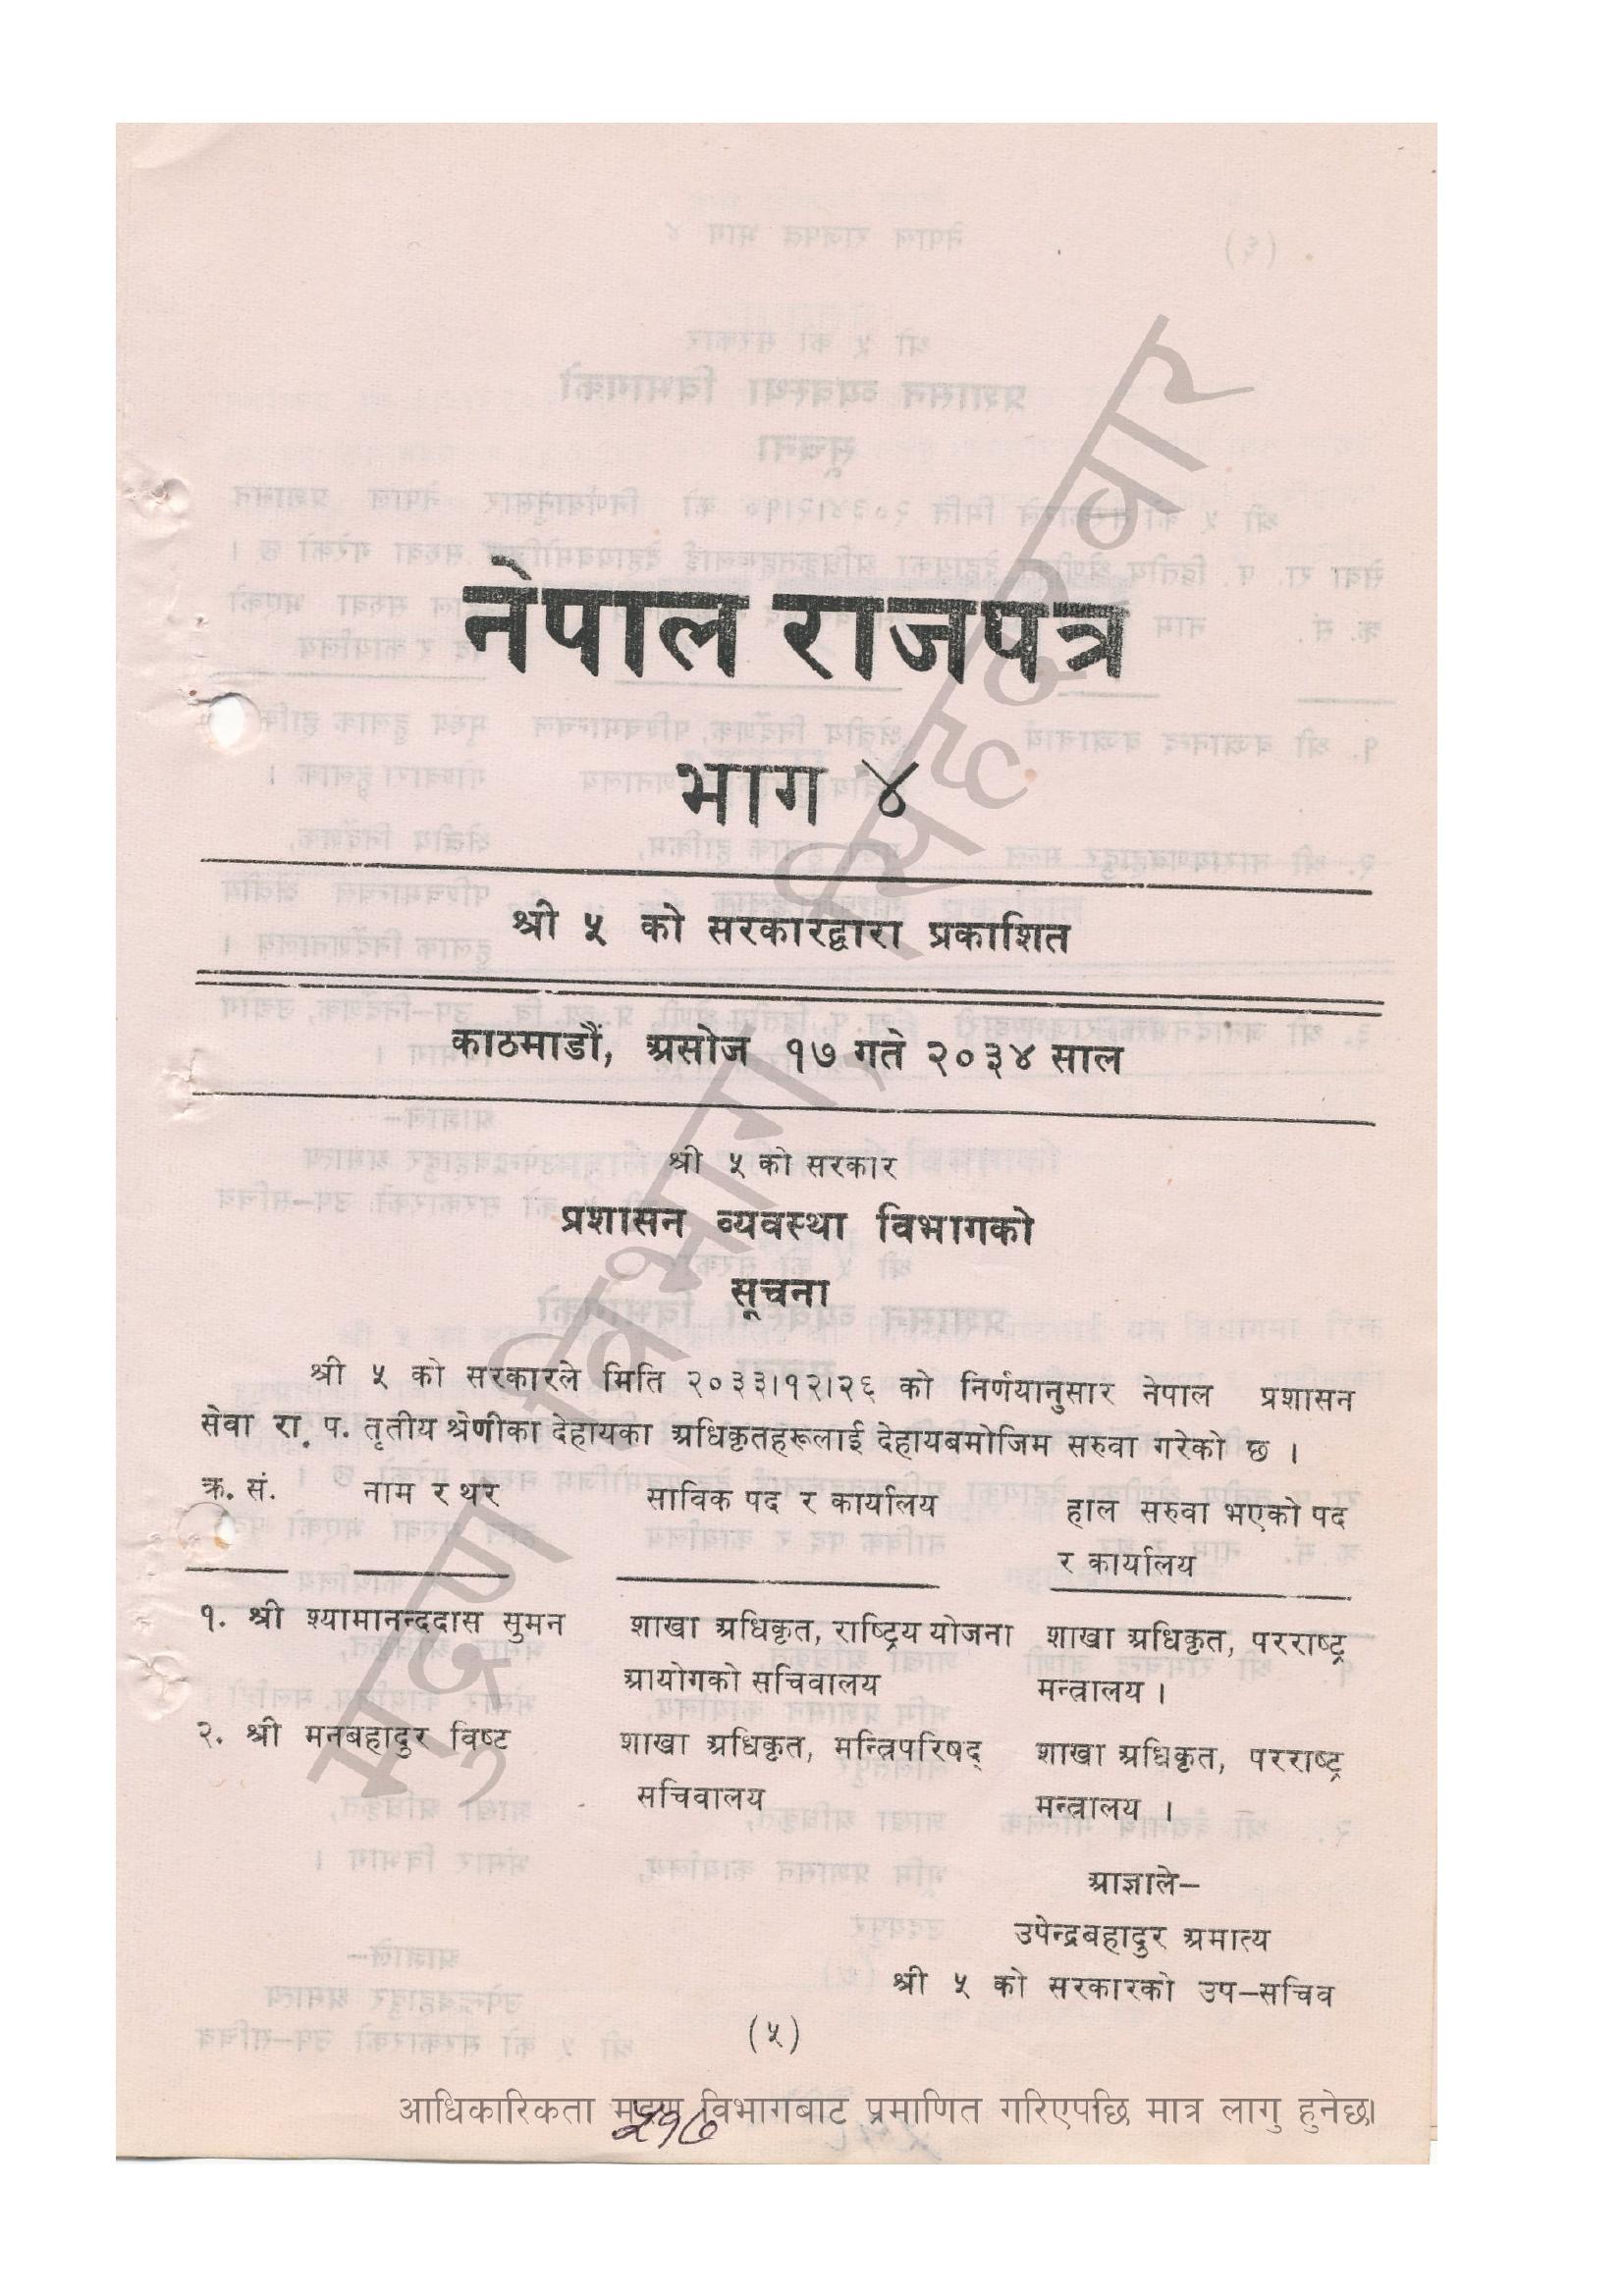 नेपाल राजपत्र
भाग ४
श्री ५ को सरकारद्वारा प्रकाशित
काठमाडौं, असोज १७ गते २०३४ साल
श्री ५ को सरकार
प्रशासन व्यवस्था विभागको
सूचना
श्री ५ को सरकारले मिति २०३३।१२।२६ को निर्णयानुसार नेपाल प्रशासन
सेवा रा. प. तृतीय श्रेणीका देहायका अधिकृतहरूलाई देहायबमोजिम सरुवा गरेको छ ।
क्र. सं. नाम र थर साविक पद र कार्यालय हाल सरुवा भएको पद
र कार्यालय
१. श्री श्यामानन्ददास सुमन शाखा अधिकृत, राष्ट्रिय योजना शाखा अधिकृत, परराष्ट्र
आयोगको सचिवालय मन्त्रालय ।
२. श्री मनबहादुर विष्ट शाखा अधिकृत, मन्त्रिपरिषद् शाखा अधिकृत, परराष्ट्र
सचिवालय मन्त्रालय ।
आज्ञाले–
उपेन्द्रबहादुर अमात्य
श्री ५ को सरकारको उप–सचिव
(५)
आधिकारिकता मुद्रण विभागबाट प्रमाणित गरिएपछि मात्र लागु हुनेछ।
५१७
मुद्रण विभाग, सिंहदरबार